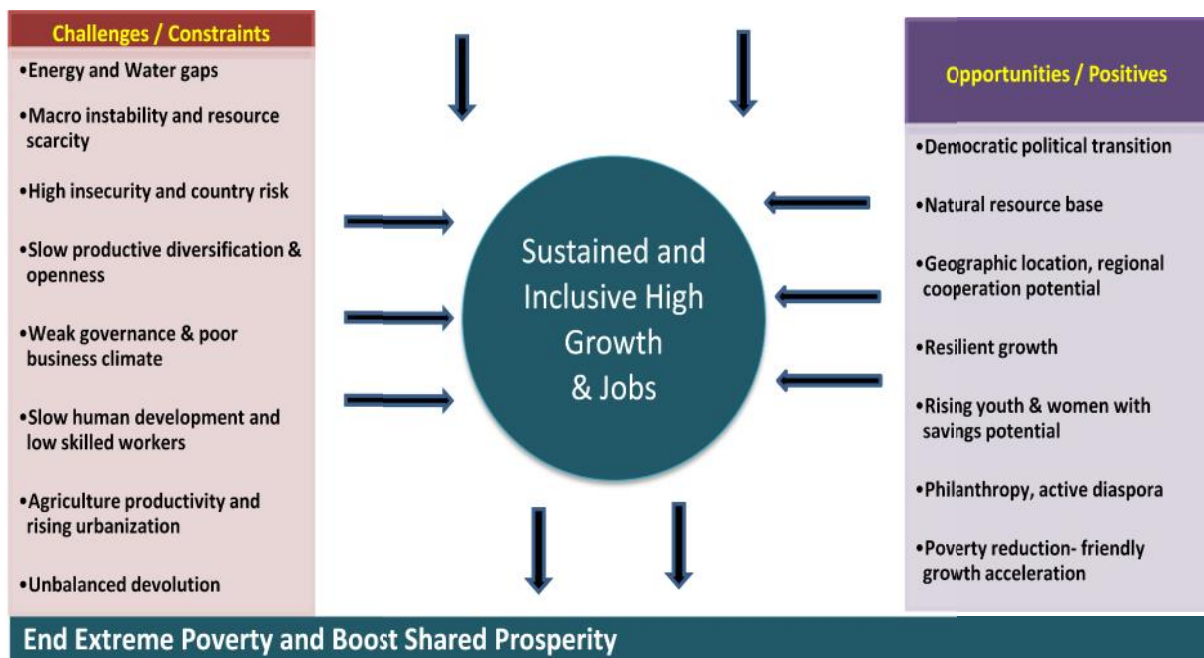 Challenges / Constraints
•Energy and Water gaps
•Macro instability and resource
scarcity
•High insecurity and country risk
•Slow productive diversification &
openness
•Weak governance & poor
business climate
•Slow human development and
low skilled workers
•Agriculture productivity and
rising urbanization
•Unbalanced devolution
Sustained and
Inclusive High
Growth
& Jobs
Opportunities / Positives
•Democratic political transition
•Natural resource base
•Geographic location, regional
cooperation potential
•Resilient growth
•Rising youth & women with
savings potential
•Philanthropy, active diaspora
•Poverty reduction- friendly
growth acceleration
End Extreme Poverty and Boost Shared Prosperity